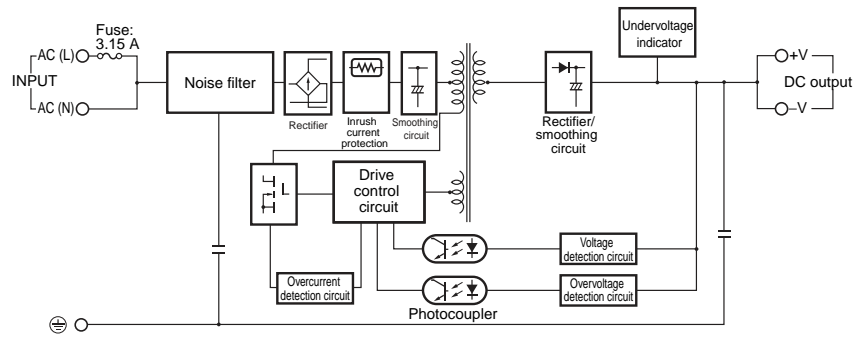 Fuse:
3.15 A
Undervoltage
indicator
AC (L)
INPUT
AC (N)
Noise filter
Rectifier
Inrush
current
protection
Smoothing
circuit
Rectifier/
smoothing
circuit
+V
DC output
–V
Drive
control
circuit
Voltage
detection circuit
Overcurrent
detection circuit
Overvoltage
detection circuit
Photocoupler